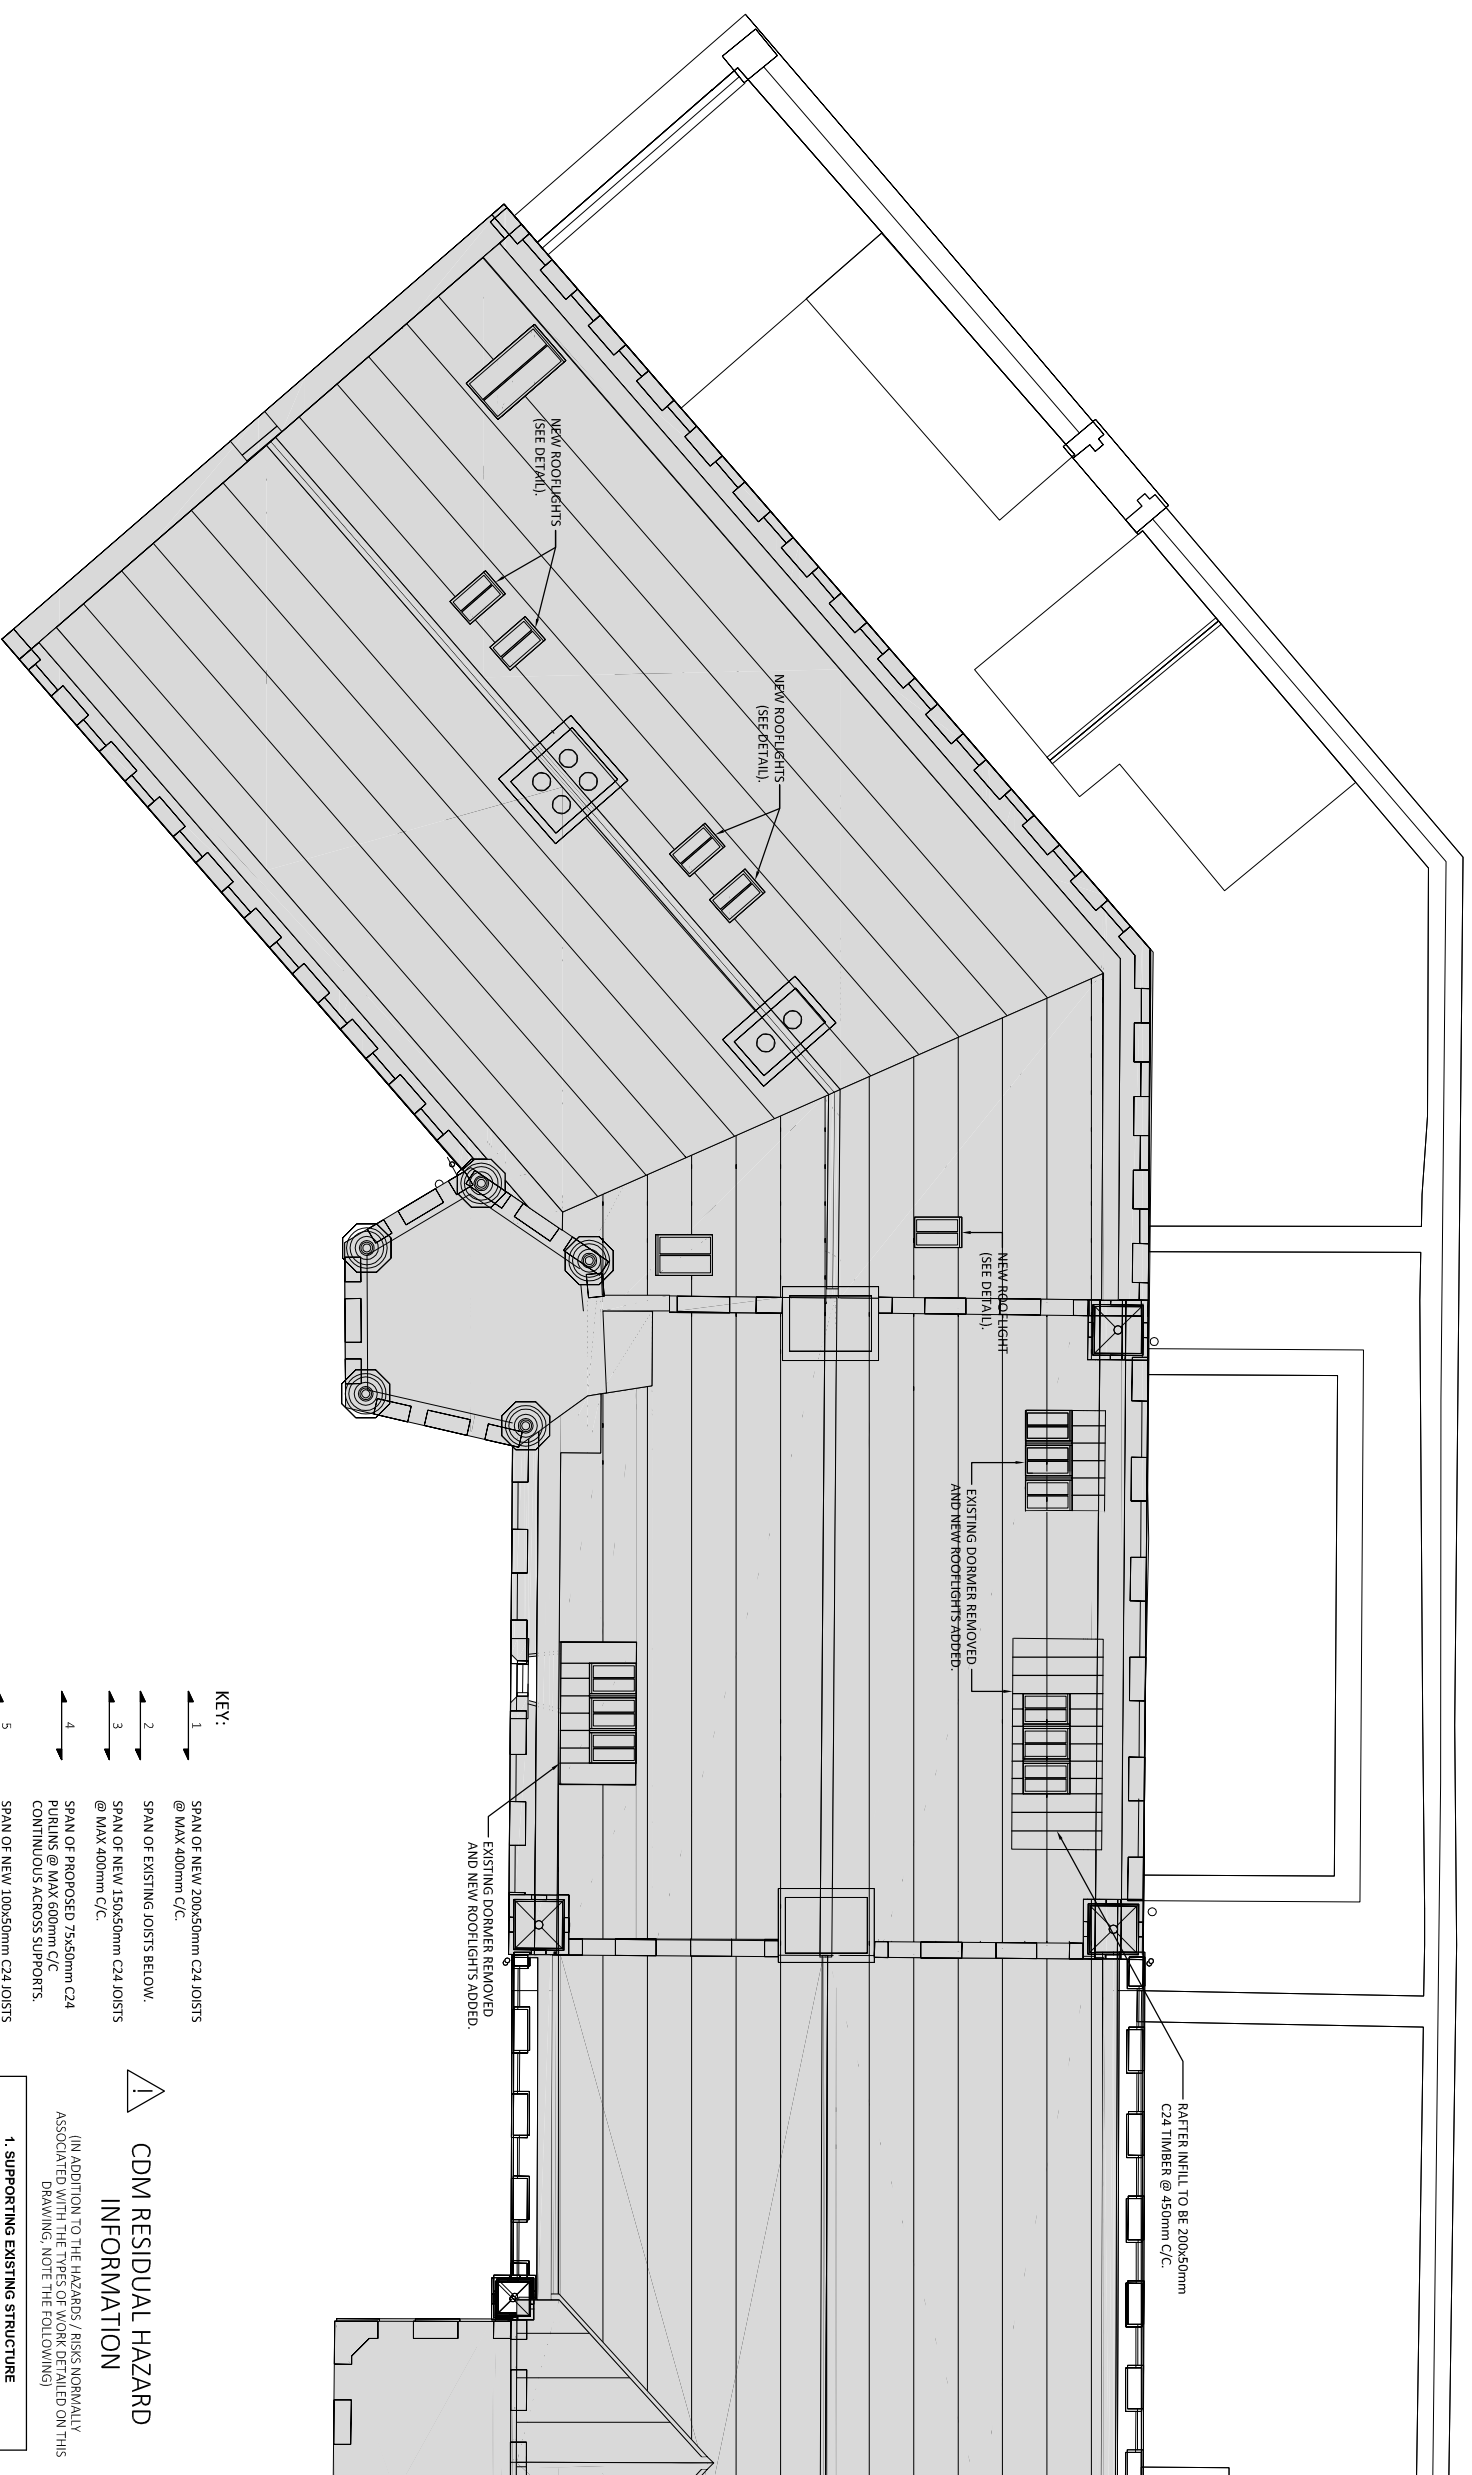 NEW ROOFLIGHTS
(SEE DETAIL).
NEW ROOFLIGHTS
(SEE DETAIL).
NEW ROOFLIGHT
(SEE DETAIL).
EXISTING DORMER REMOVED
AND NEW ROOFLIGHTS ADDED.
RAFTER INFILL TO BE 200x50mm
C24 TIMBER @ 450mm C/C.
EXISTING DORMER REMOVED
AND NEW ROOFLIGHTS ADDED.
KEY:
1
SPAN OF NEW 200x50mm C24 JOISTS
@ MAX 400mm C/C.
2
SPAN OF EXISTING JOISTS BELOW.
3
SPAN OF NEW 150x50mm C24 JOISTS
@ MAX 400mm C/C.
4
SPAN OF PROPOSED 75x50mm C24
PURLINS @ MAX 600mm C/C
CONTINUOUS ACROSS SUPPORTS.
5
SPAN OF NEW 100x50mm C24 JOISTS
!
CDM RESIDUAL HAZARD
INFORMATION
(IN ADDITION TO THE HAZARDS / RISKS NORMALLY
ASSOCIATED WITH THE TYPES OF WORK DETAILED ON THIS
DRAWING, NOTE THE FOLLOWING)
1. SUPPORTING EXISTING STRUCTURE